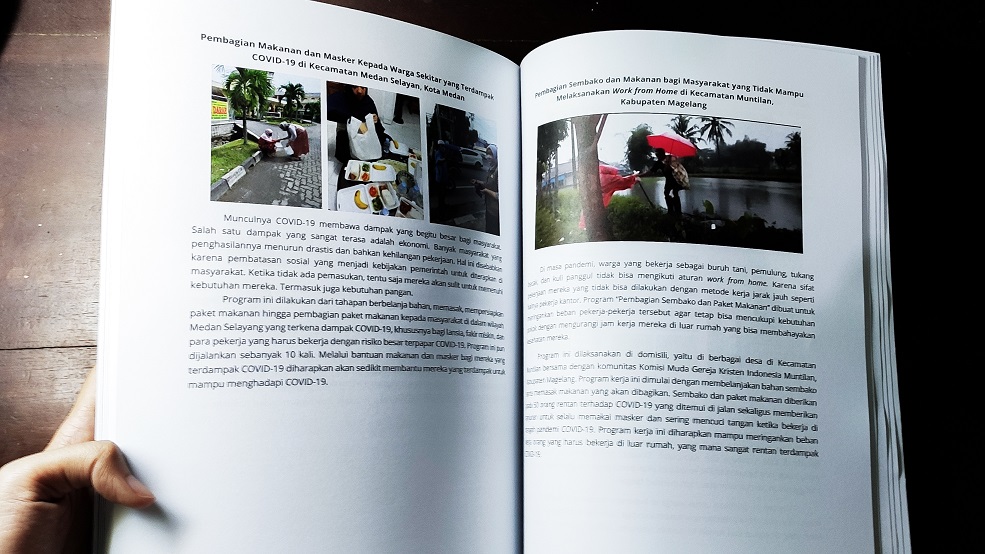 Pembagian Makanan dan Masker Kepada Warga Sekitar yang Terdampak
COVID-19 di Kecamatan Medan Selayan, Kota Medan
Munculnya COVID-19 membawa dampak yang begitu besar bagi masyarakat.
Salah satu dampak yang sangat terasa adalah ekonomi. Banyak masyarakat yang
penghasilannya menurun drastis dan bahkan kehilangan pekerjaan. Hal ini disebabkan
karena pembatasan sosial yang menjadi kebijakan pemerintah untuk diterapkan di
masyarakat. Ketika tidak ada pemasukan, tentu saja mereka akan sulit untuk memenuhi
kebutuhan mereka. Termasuk juga kebutuhan pangan.
Program ini dilakukan dari tahapan berbelanja bahan, memasak, mempersiapkan
paket makanan hingga pembagian paket makanan kepada masyarakat di dalam wilayah
Medan Selayang yang terkena dampak COVID-19, khususnya bagi lansia, fakir miskin, dan
para pekerja yang harus bekerja dengan risiko besar terpapar COVID-19. Program ini pun
dijalankan sebanyak 10 kali. Melalui bantuan makanan dan masker bagi mereka yang
terdampak COVID-19 diharapkan akan sedikit membantu mereka yang terdampak untuk
mampu menghadapi COVID-19.
Pembagian Sembako dan Makanan bagi Masyarakat yang Tidak Mampu
Melaksanakan Work from Home di Kecamatan Muntilan,
Kabupaten Magelang
Di masa pandemi, warga yang bekerja sebagai buruh tani, pemulung, tukang
dan kuli panggul tidak bisa mengikuti aturan work from home. Karena sifat
pekerjaan mereka yang tidak bisa dilakukan dengan metode kerja jarak jauh seperti
pekerja kantor. Program "Pembagian Sembako dan Paket Makanan" dibuat untuk
meringankan beban pekerja-pekerja tersebut agar tetap bisa mencukupi kebutuhan
dengan mengurangi jam kerja mereka di luar rumah yang bisa membahayakan
kesehatan mereka.
Program ini dilaksanakan di domisili, yaitu di berbagai desa di Kecamatan
Muntilan bersama dengan komunitas Komisi Muda Gereja Kristen Indonesia Muntilan,
Kabupaten Magelang. Program kerja ini dimulai dengan membelanjakan bahan sembako
memasak makanan yang akan dibagikan. Sembako dan paket makanan diberikan
50 orang rentan terhadap COVID-19 yang ditemui di jalan sekaligus memberikan
untuk selalu memakai masker dan sering mencuci tangan ketika bekerja di
pandemi COVID-19. Program kerja ini diharapkan mampu meringankan beban
orang yang harus bekerja di luar rumah, yang mana sangat rentan terdampak